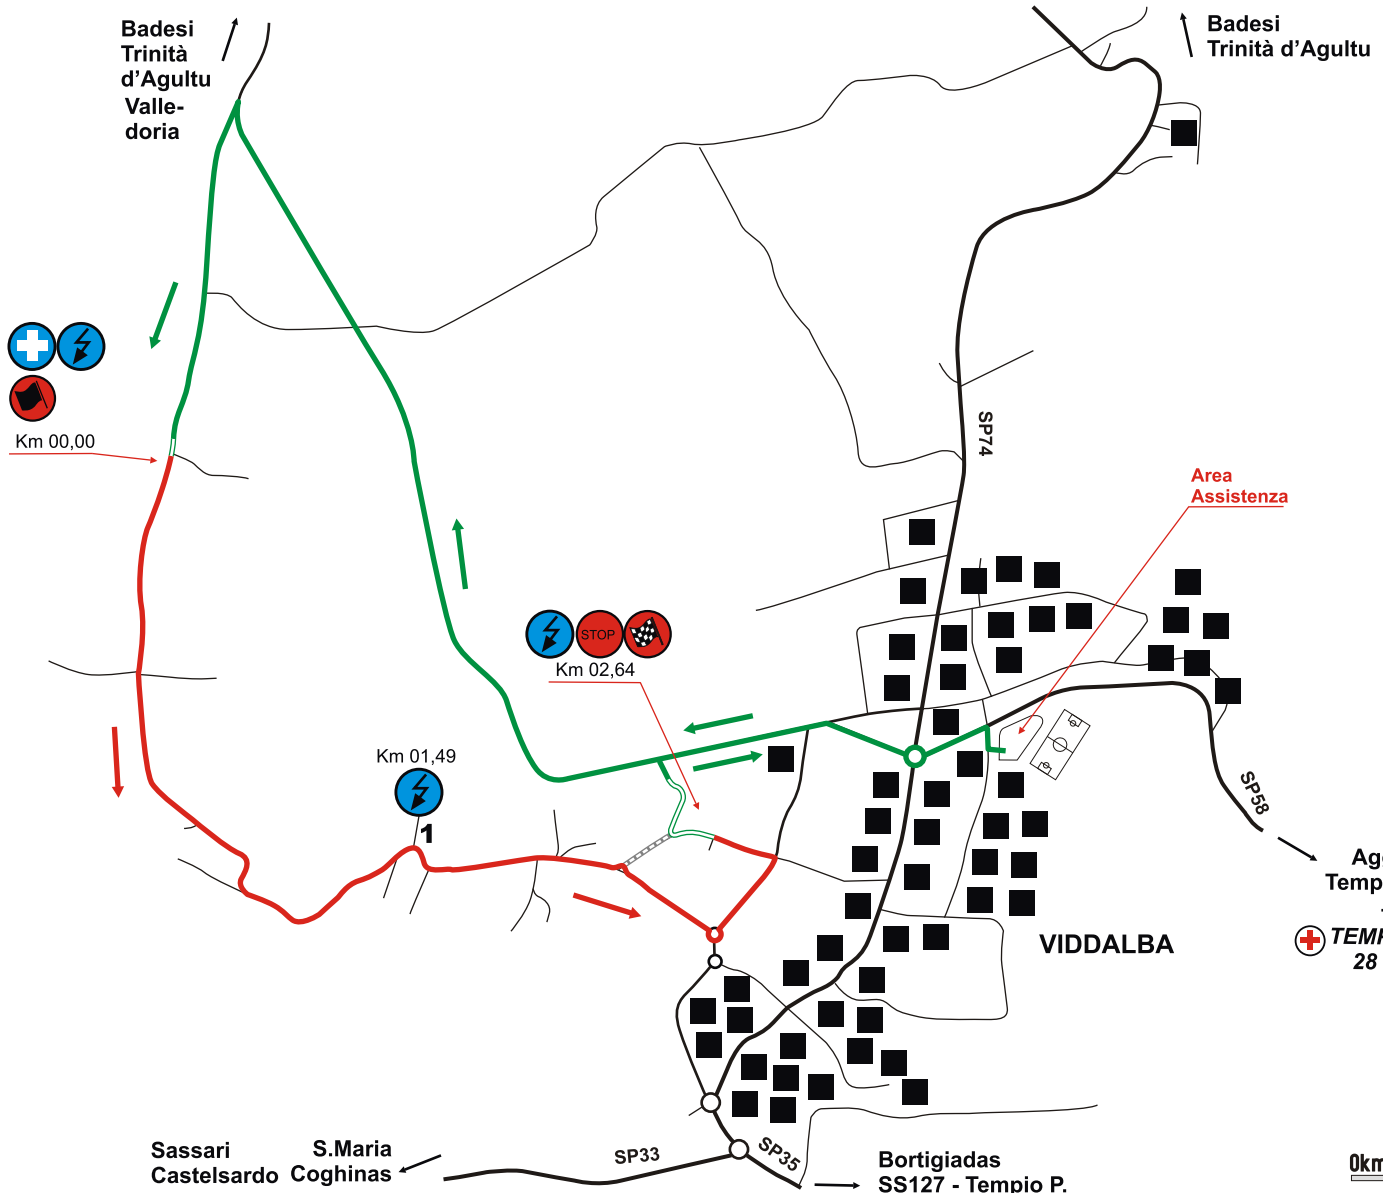 Badesi
Trinità
d'Agultu
Valle-
doria
Badesi
Trinità d'Agultu
Km 00,00
SP74
Area
Assistenza
STOP
Km 02,64
Km 01,49
1
SP58
VIDDALBA
28
Sassari
Castelsardo
S.Maria
Coghinas
SP33
SP35
Bortigiadas
SS127 - Tempio P.
0km